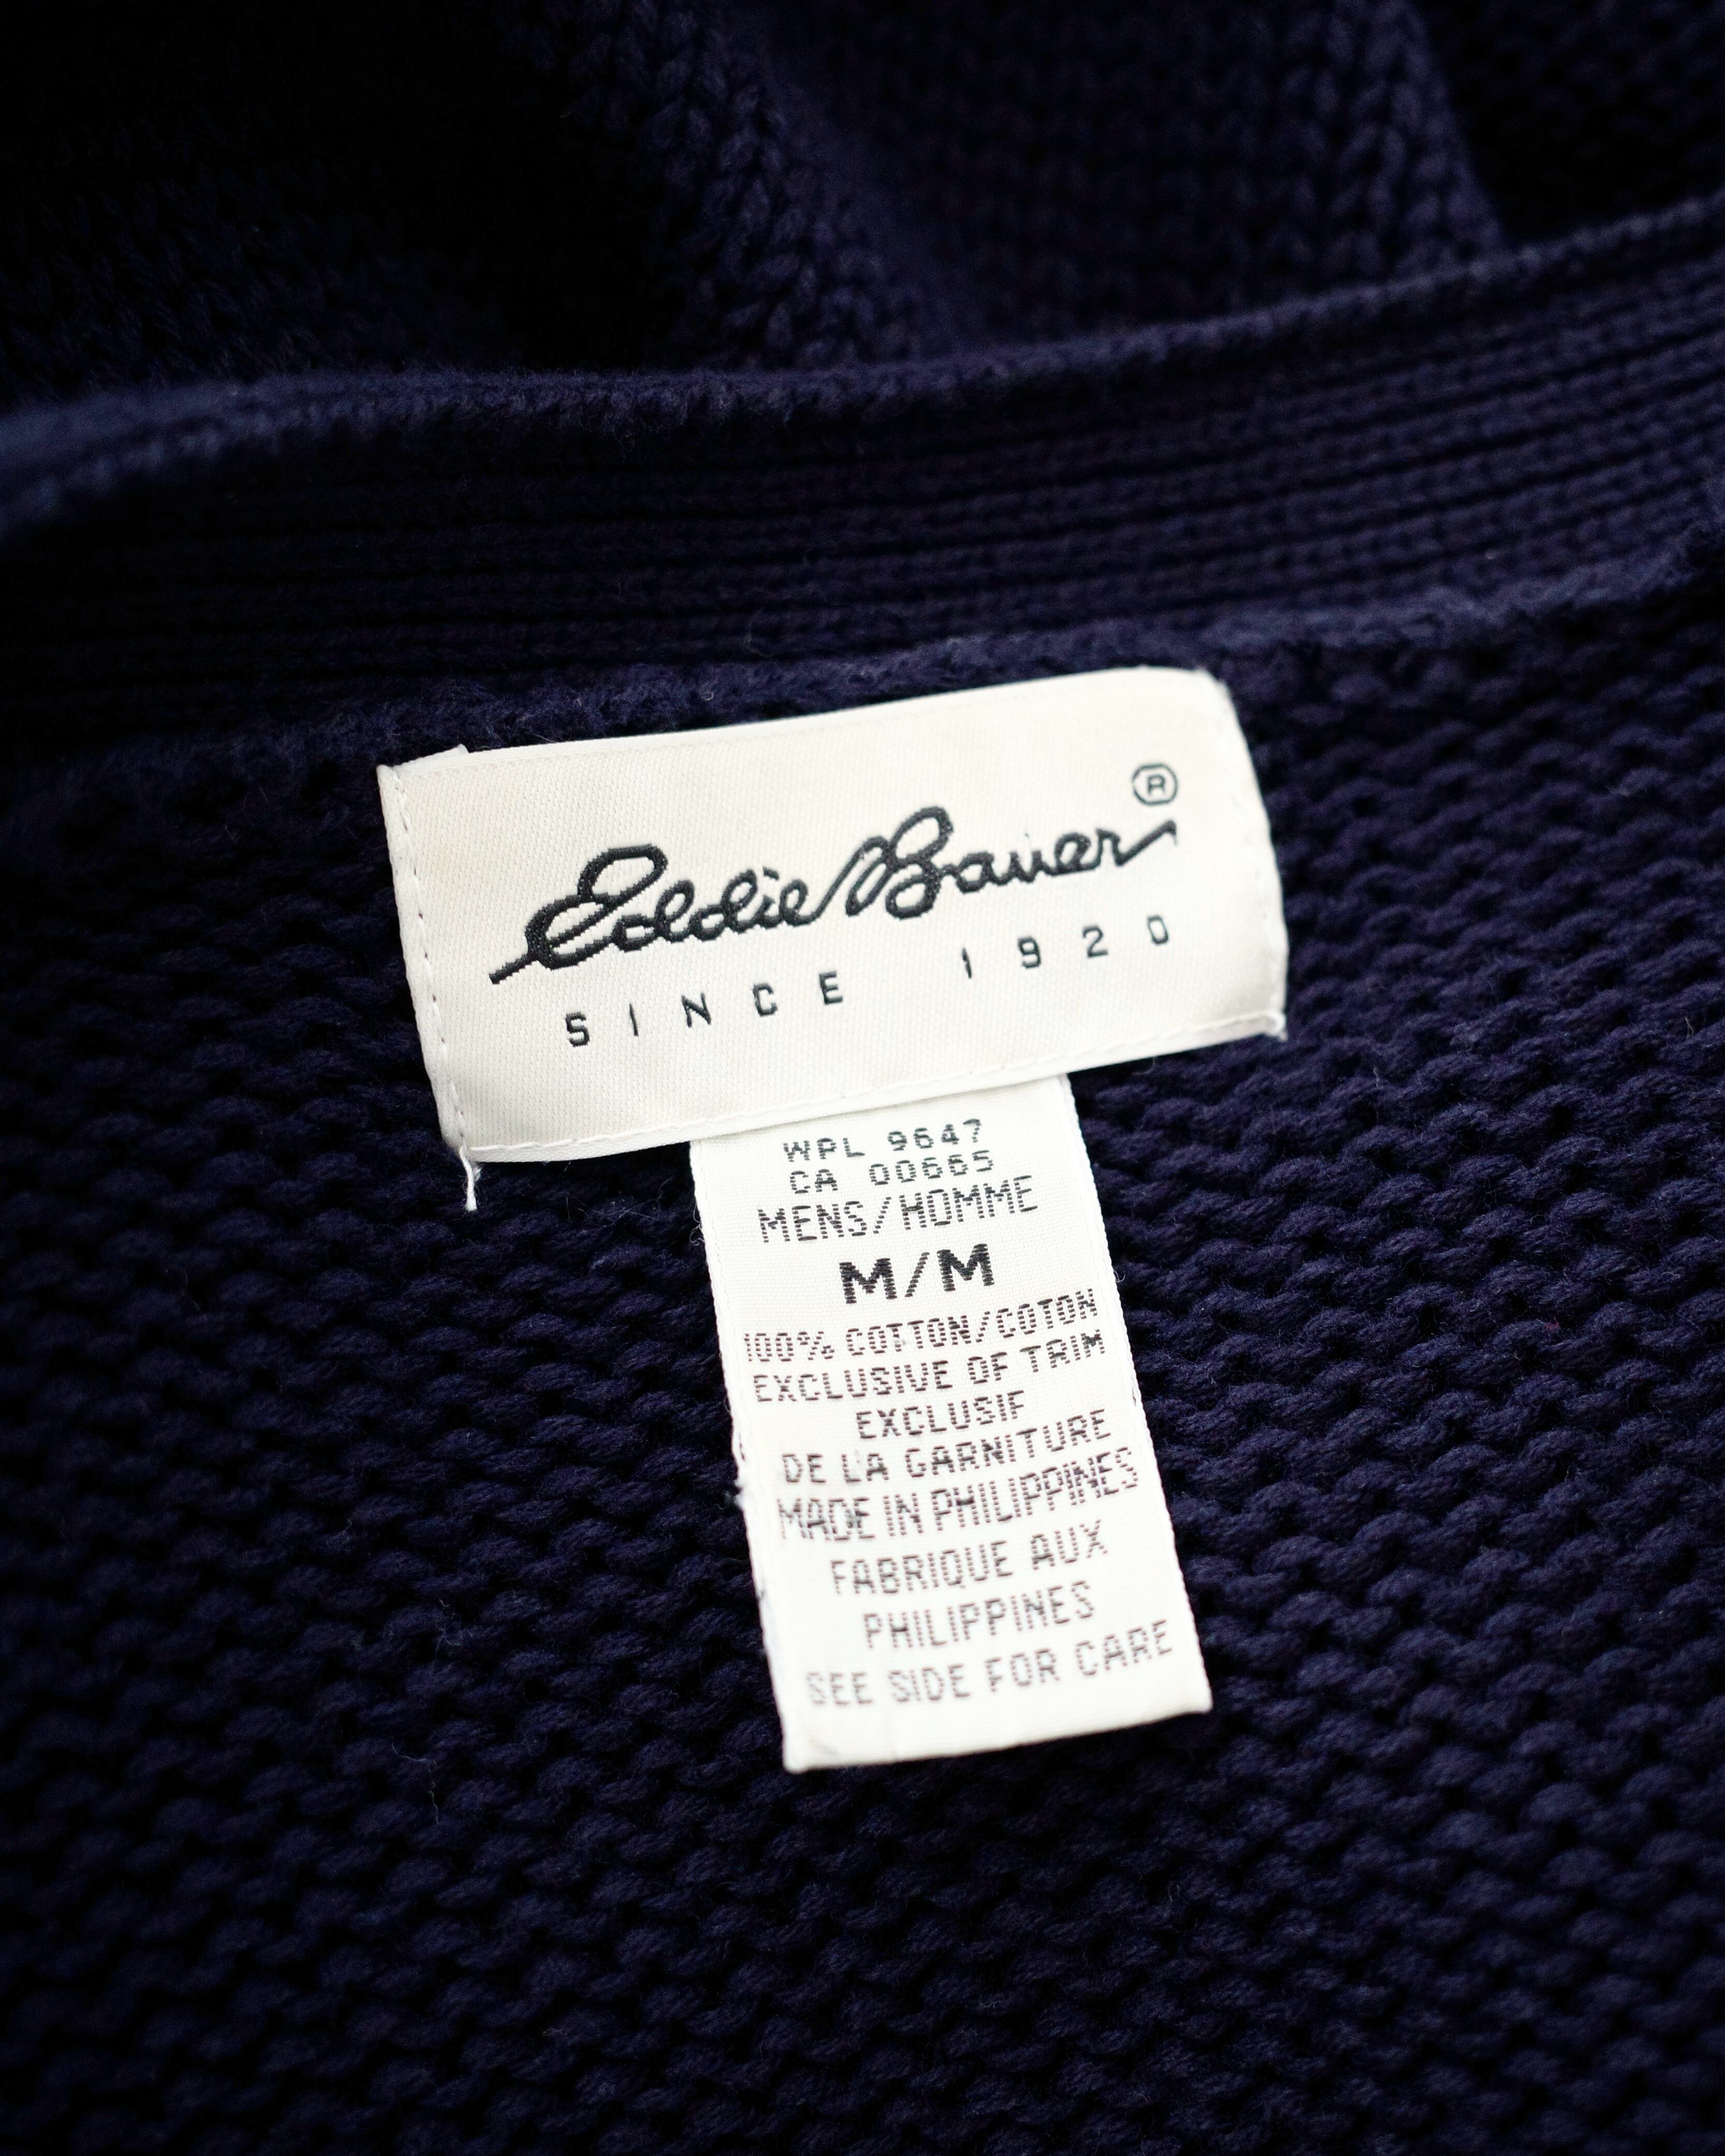 Eddie Bauer ®
SINCE 1920
WPL 9647
CA 00665
MENS/HOMME
M/M
100% COTTON/COTON
EXCLUSIVE OF TRIM
EXCLUSIF
DE LA GARNITURE
MADE IN PHILIPPINES
FABRIQUE AUX
PHILIPPINES
SEE SIDE FOR CARE